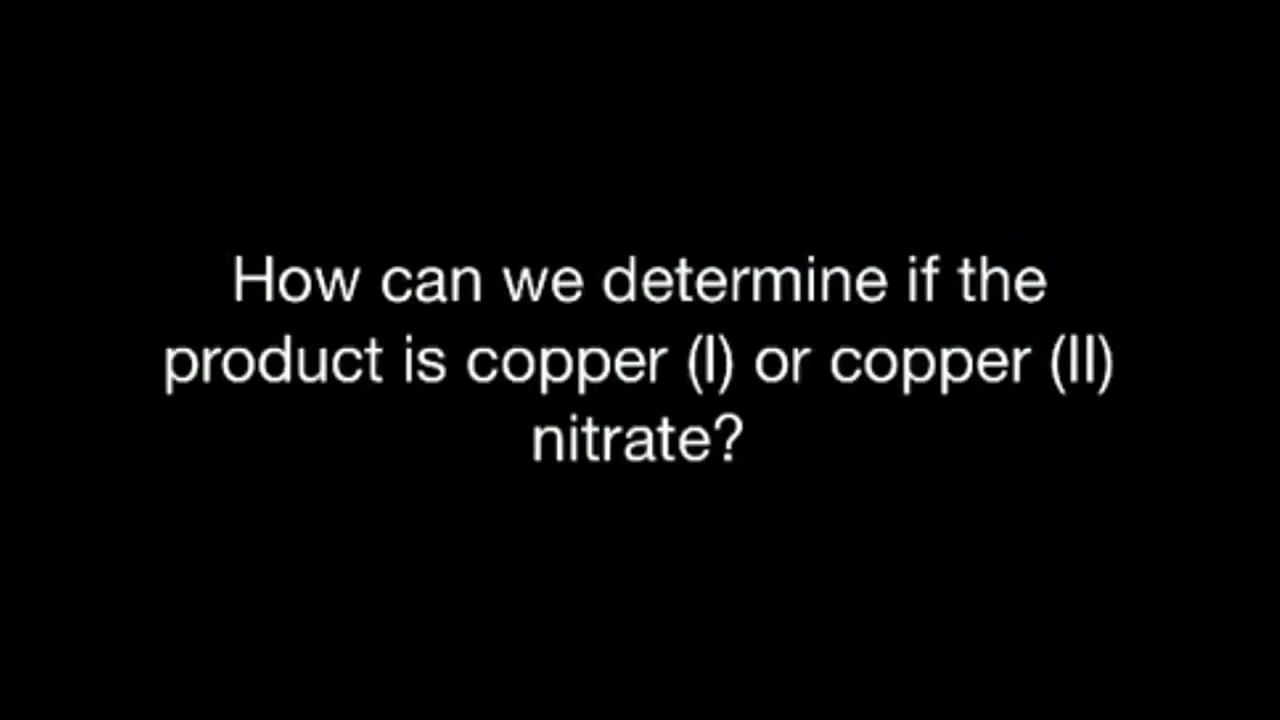 How can we determine if the
product is copper (I) or copper (II)
nitrate?